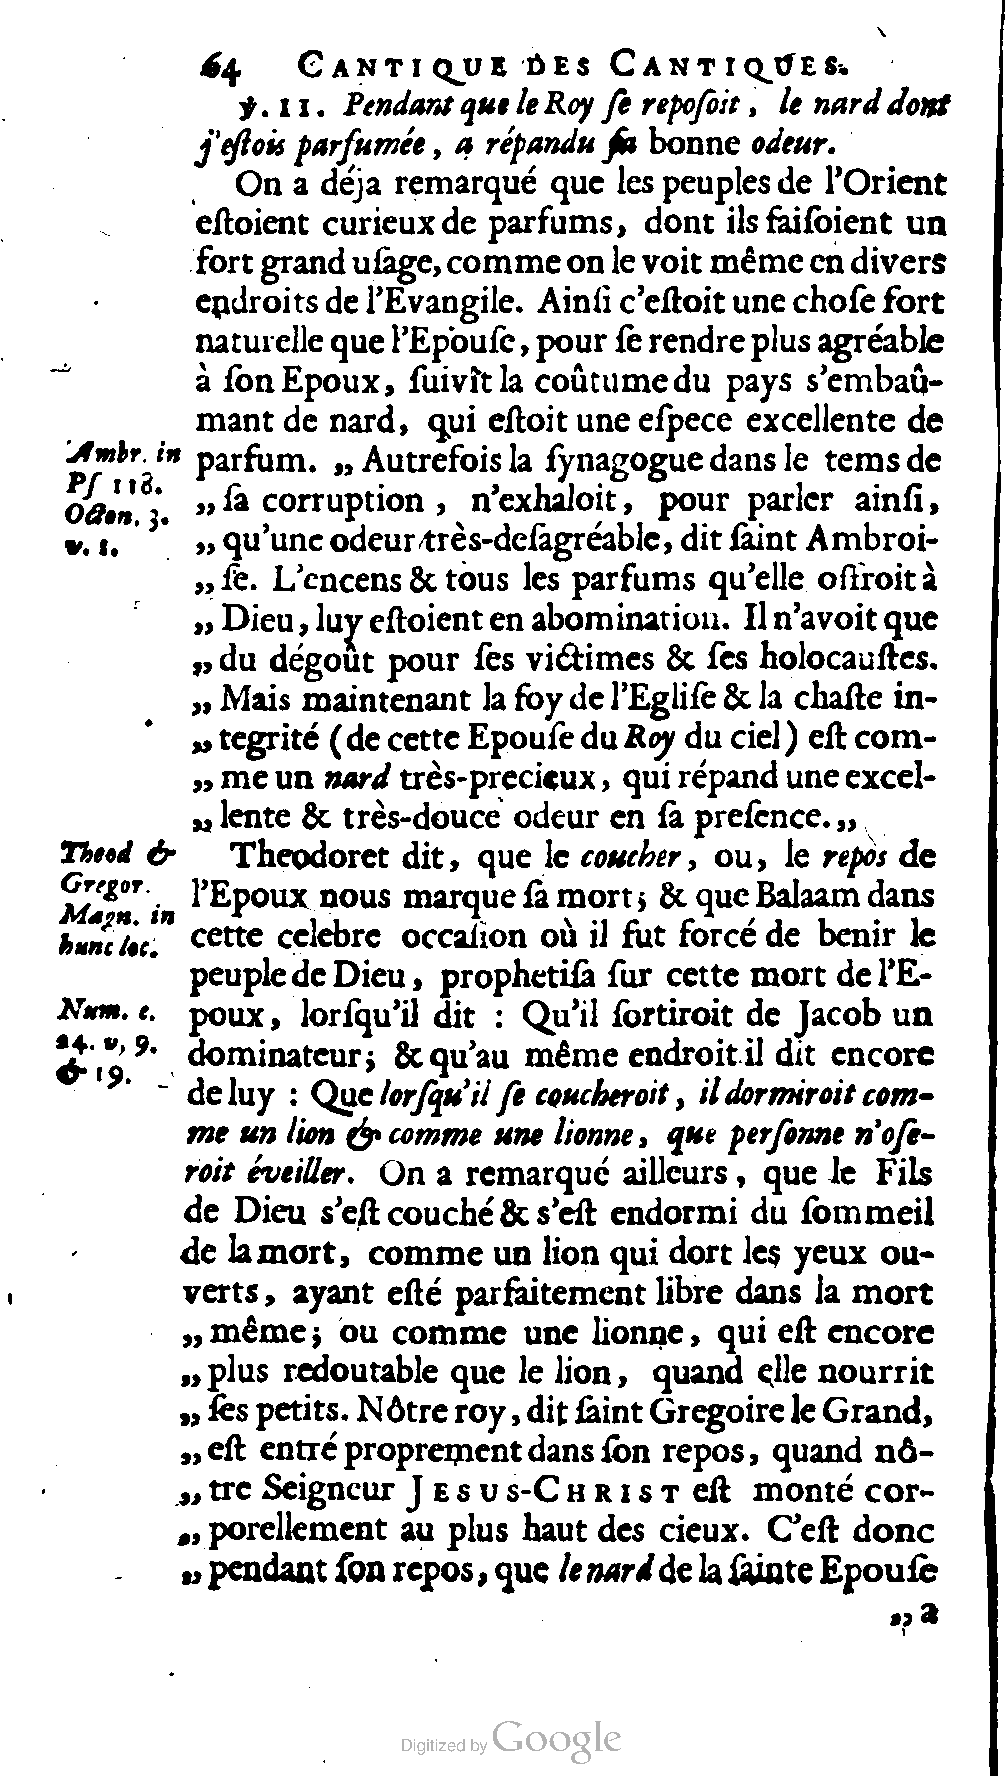 64 CANTIQUE DES CANTIQUES.
ỳ. 11. Pendant que le Roy ſe repoſoit, le nard dont
j'eſtois parfumée, a répandu ſa bonne odeur.
On a déja remarqué que les peuples de l'Orient
eſtoient curieux de parfums, dont ils faiſoient un
fort grand uſage, comme on le voit même en divers
endroits de l'Evangile. Ainſi c'eſtoit une choſe fort
naturelle que l'Epouſe, pour ſe rendre plus agréable
à ſon Epoux, ſuivît la coûtume du pays s'embaû-
mant de nard, qui eſtoit une eſpece excellente de
Ambr. in
Pſ 118.
Octon. 3.
v. 1.
parfum. „ Autrefois la ſynagogue dans le tems de
„ ſa corruption, n'exhaloit, pour parler ainſi,
„ qu'une odeur très-deſagréable, dit ſaint Ambroi-
„ ſe. L'encens & tous les parfums qu'elle offroit à
„ Dieu, luy eſtoient en abomination. Il n'avoit que
„ du dégoût pour ſes victimes & ſes holocauſtes.
„ Mais maintenant la foy de l'Egliſe & la chaſte in-
„ tegrité (de cette Epouſe du Roy du ciel) eſt com-
„ me un nard très-precieux, qui répand une excel-
„ lente & très-douce odeur en ſa preſence. „
Theod &
Gregor.
Magn. in
hunc loc.
Theodoret dit, que le coucher, ou, le repos de
l'Epoux nous marque ſa mort; & que Balaam dans
cette celebre occaſion où il fut forcé de benir le
peuple de Dieu, prophetiſa ſur cette mort de l'E-
Num. c.
24. v, 9.
& 19.
poux, lorſqu'il dit : Qu'il ſortiroit de Jacob un
dominateur; & qu'au même endroit il dit encore
de luy : Que lorſqu'il ſe coucheroit, il dormiroit com-
me un lion & comme une lionne, que perſonne n'oſe-
roit éveiller. On a remarqué ailleurs, que le Fils
de Dieu s'eſt couché & s'eſt endormi du ſommeil
de la mort, comme un lion qui dort les yeux ou-
verts, ayant eſté parfaitement libre dans la mort
„ même; ou comme une lionne, qui eſt encore
„ plus redoutable que le lion, quand elle nourrit
„ ſes petits. Nôtre roy, dit ſaint Gregoire le Grand,
„ eſt entré proprement dans ſon repos, quand nô-
„ tre Seigneur JESUS-CHRIST eſt monté cor-
„ porellement au plus haut des cieux. C'eſt donc
„ pendant ſon repos, que le nard de la ſainte Epouſe
„ a
Digitized by Google